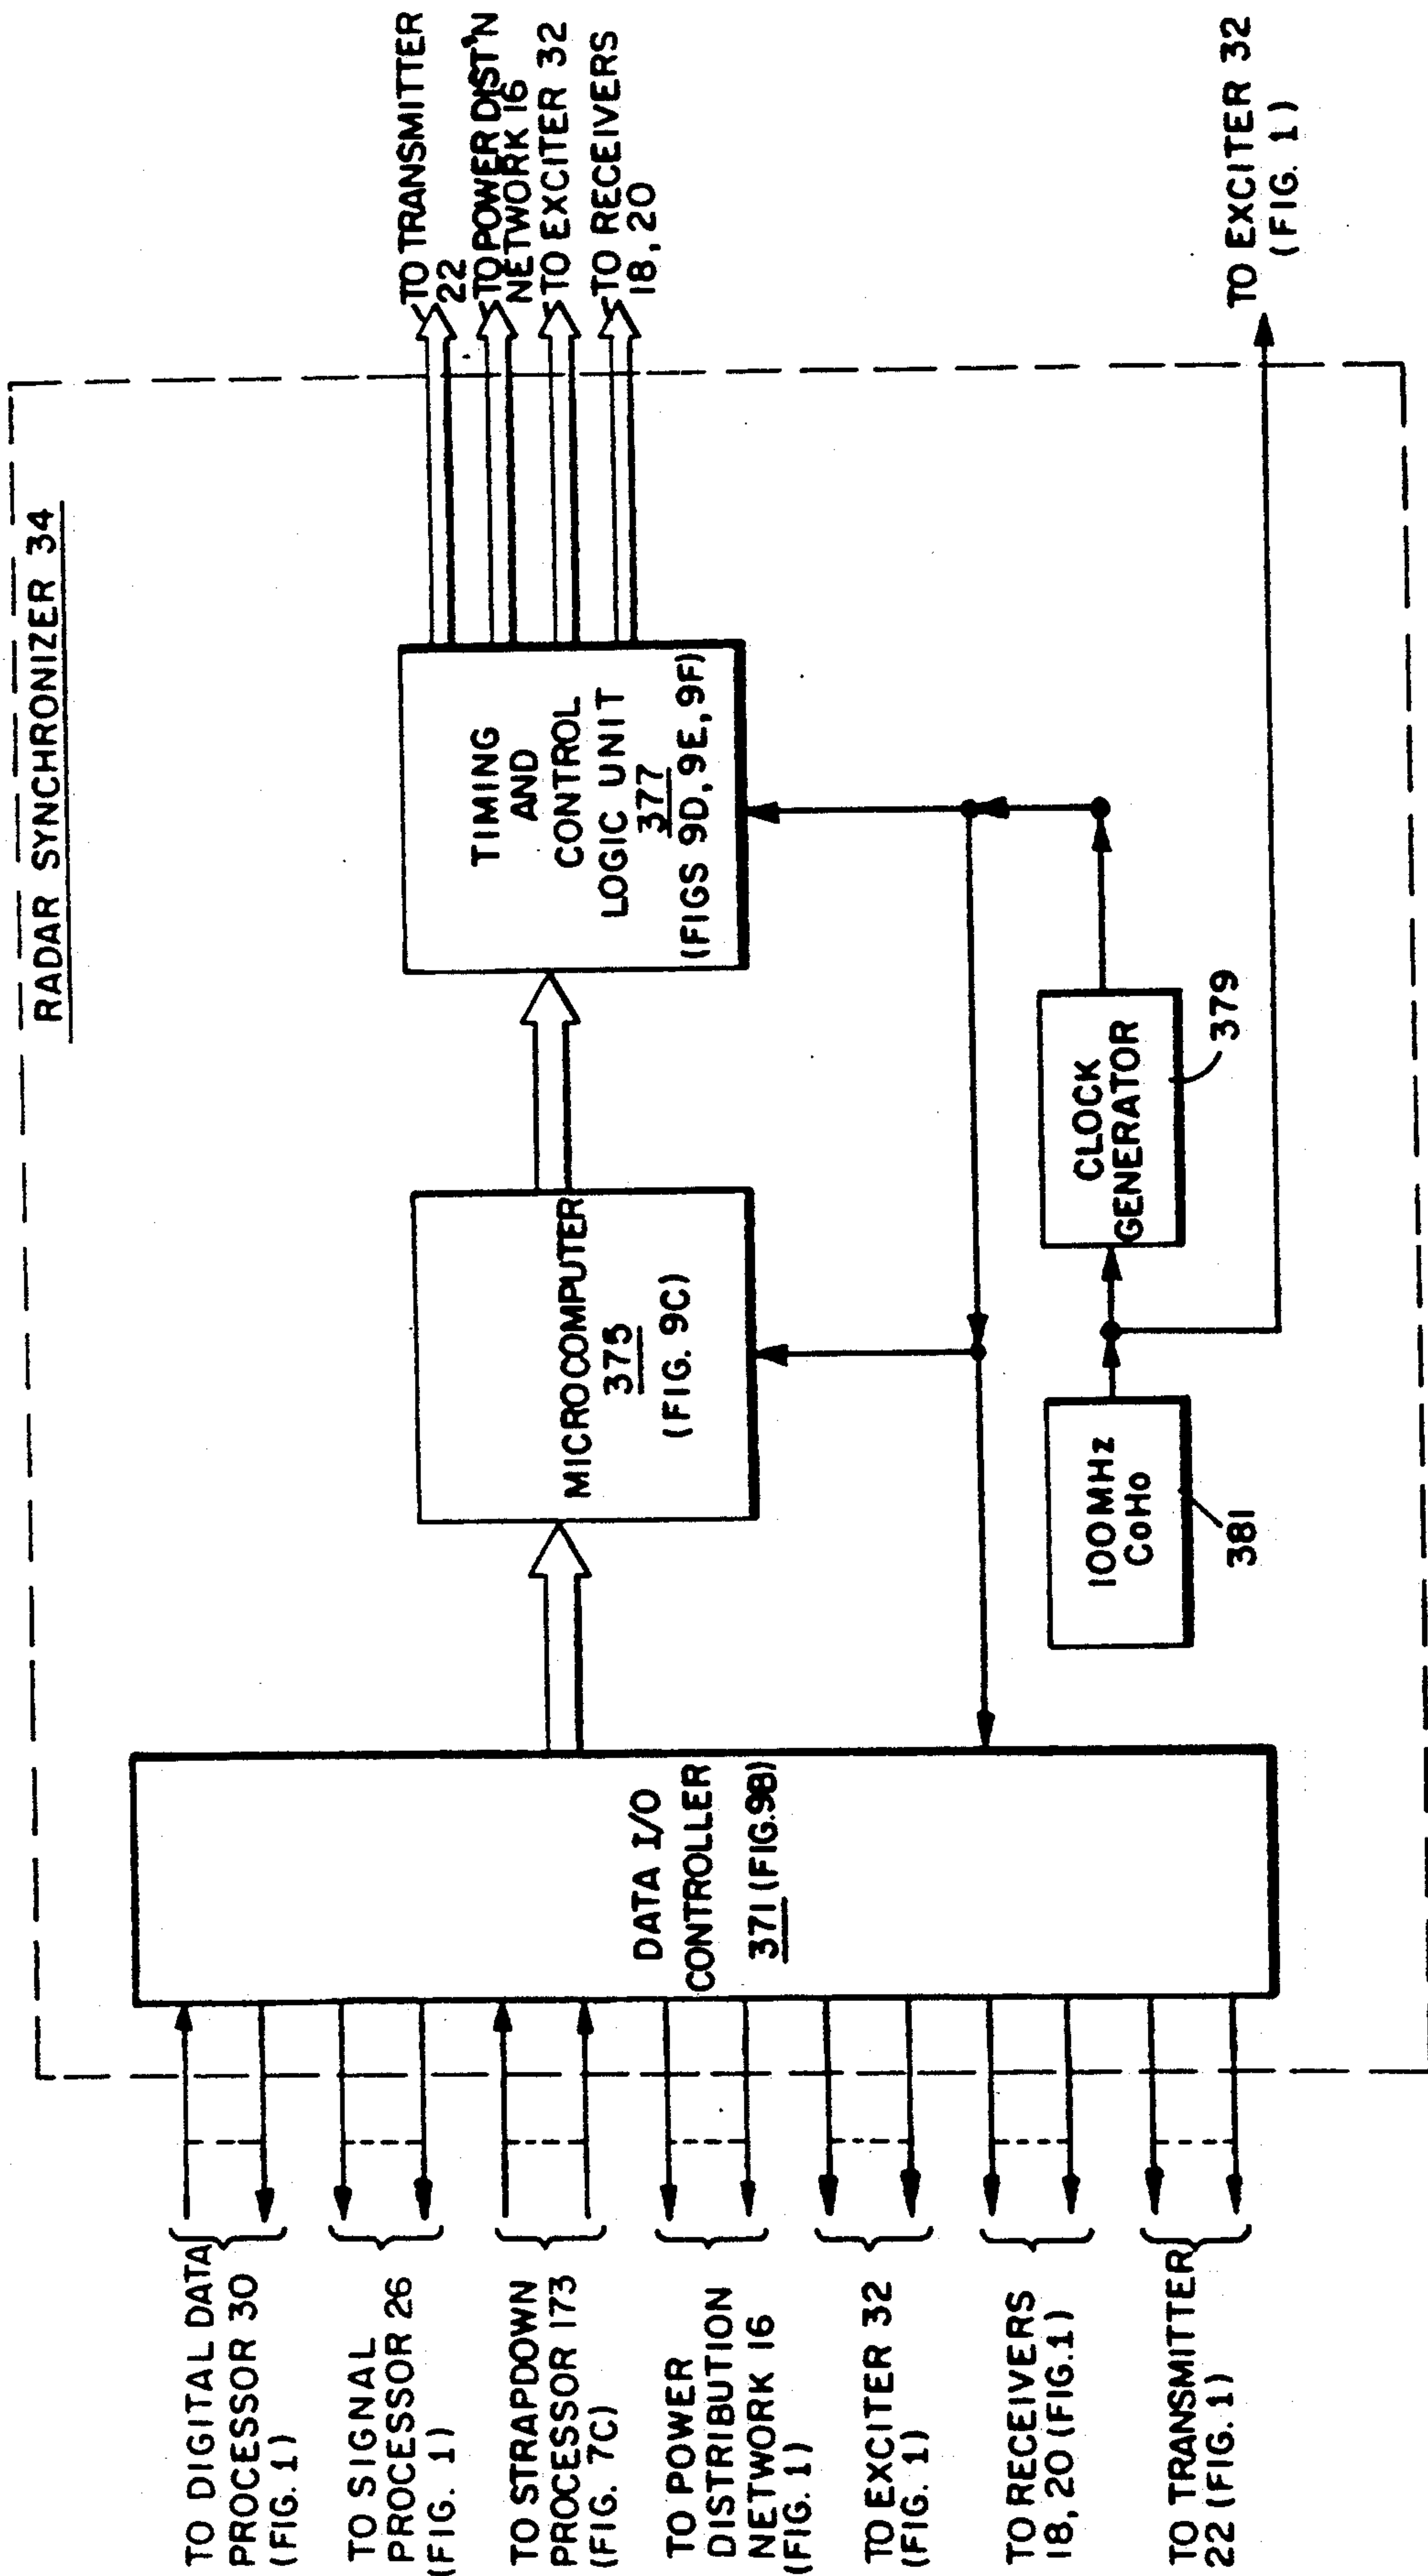 RADAR SYNCHRONIZER 34
TO DIGITAL DATA
PROCESSOR 30
(FIG. 1)
TO SIGNAL
PROCESSOR 26
(FIG. 1)
TO STRAPDOWN
PROCESSOR 173
(FIG. 7C)
TO POWER
DISTRIBUTION
NETWORK 16
(FIG. 1)
TO EXCITER 32
(FIG. 1)
TO RECEIVERS
18, 20 (FIG.1)
TO TRANSMITTER
22 (FIG. 1)
DATA I/O
CONTROLLER
371 (FIG.9B)
MICROCOMPUTER
375
(FIG. 9C)
TIMING
AND
CONTROL
LOGIC UNIT
377
(FIGS 9D, 9E, 9F)
100MHz
COHO
381
CLOCK
GENERATOR
379
TO TRANSMITTER
22
TO POWER DIST'N
NETWORK 16
TO EXCITER 32
TO RECEIVERS
18, 20
TO EXCITER 32
(FIG. 1)